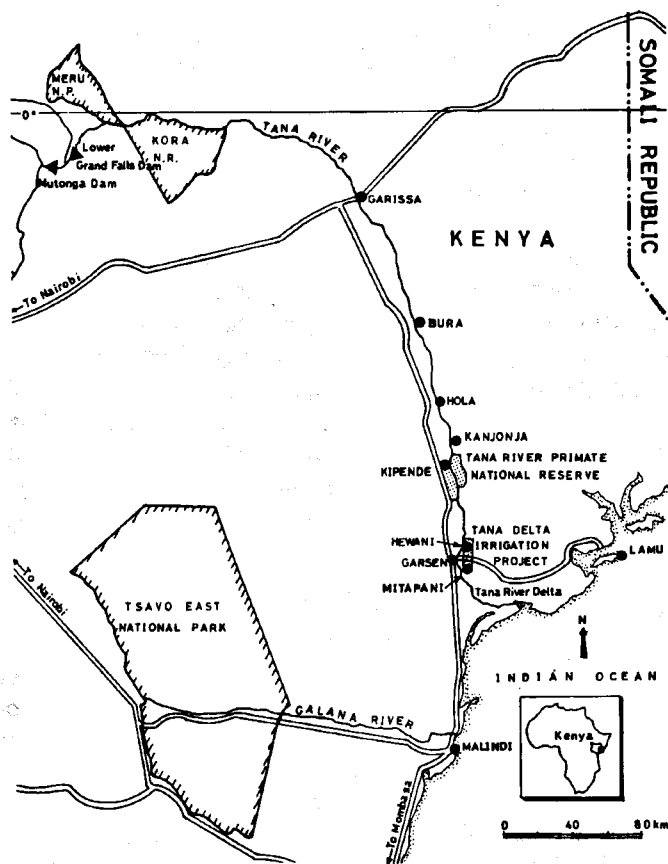 SOMALI REPUBLIC
MERU
N.P.
0°
KORA
N.R.
TANA RIVER
Lower
Grand Falls Dam
Mutonga Dam
GARISSA
KENYA
To Nairobi
BURA
HOLA
KANJONJA
TANA RIVER PRIMATE
NATIONAL RESERVE
KIPENDE
TANA DELTA
IRRIGATION
PROJECT
HEWANI
GARSEN
LAMU
MITAPANI
Tana River Delta
To Nairobi
TSAVO EAST
NATIONAL PARK
N
INDIÁN OCEAN
GALANA RIVER
MALINDI
Kenya
To Mombasa
0 40 80km